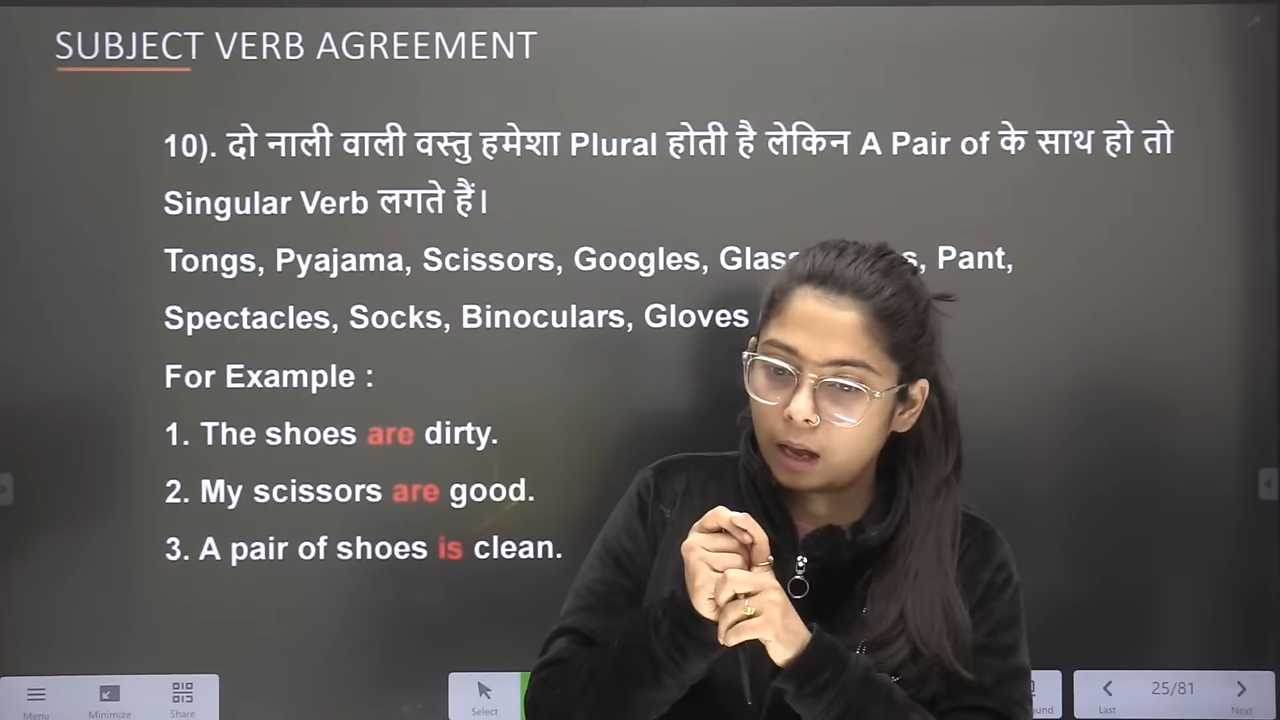 SUBJECT VERB AGREEMENT
10). दो नाली वाली वस्तु हमेशा Plural होती है लेकिन A Pair of के साथ हो तो
Singular Verb लगते हैं।
Tongs, Pyajama, Scissors, Googles, Pant,
Spectacles, Socks, Binoculars, Gloves
For Example :
1. The shoes are dirty.
2. My scissors are good.
3. A pair of shoes is clean.
Menu Minimize Share Select Last 25/81 Next